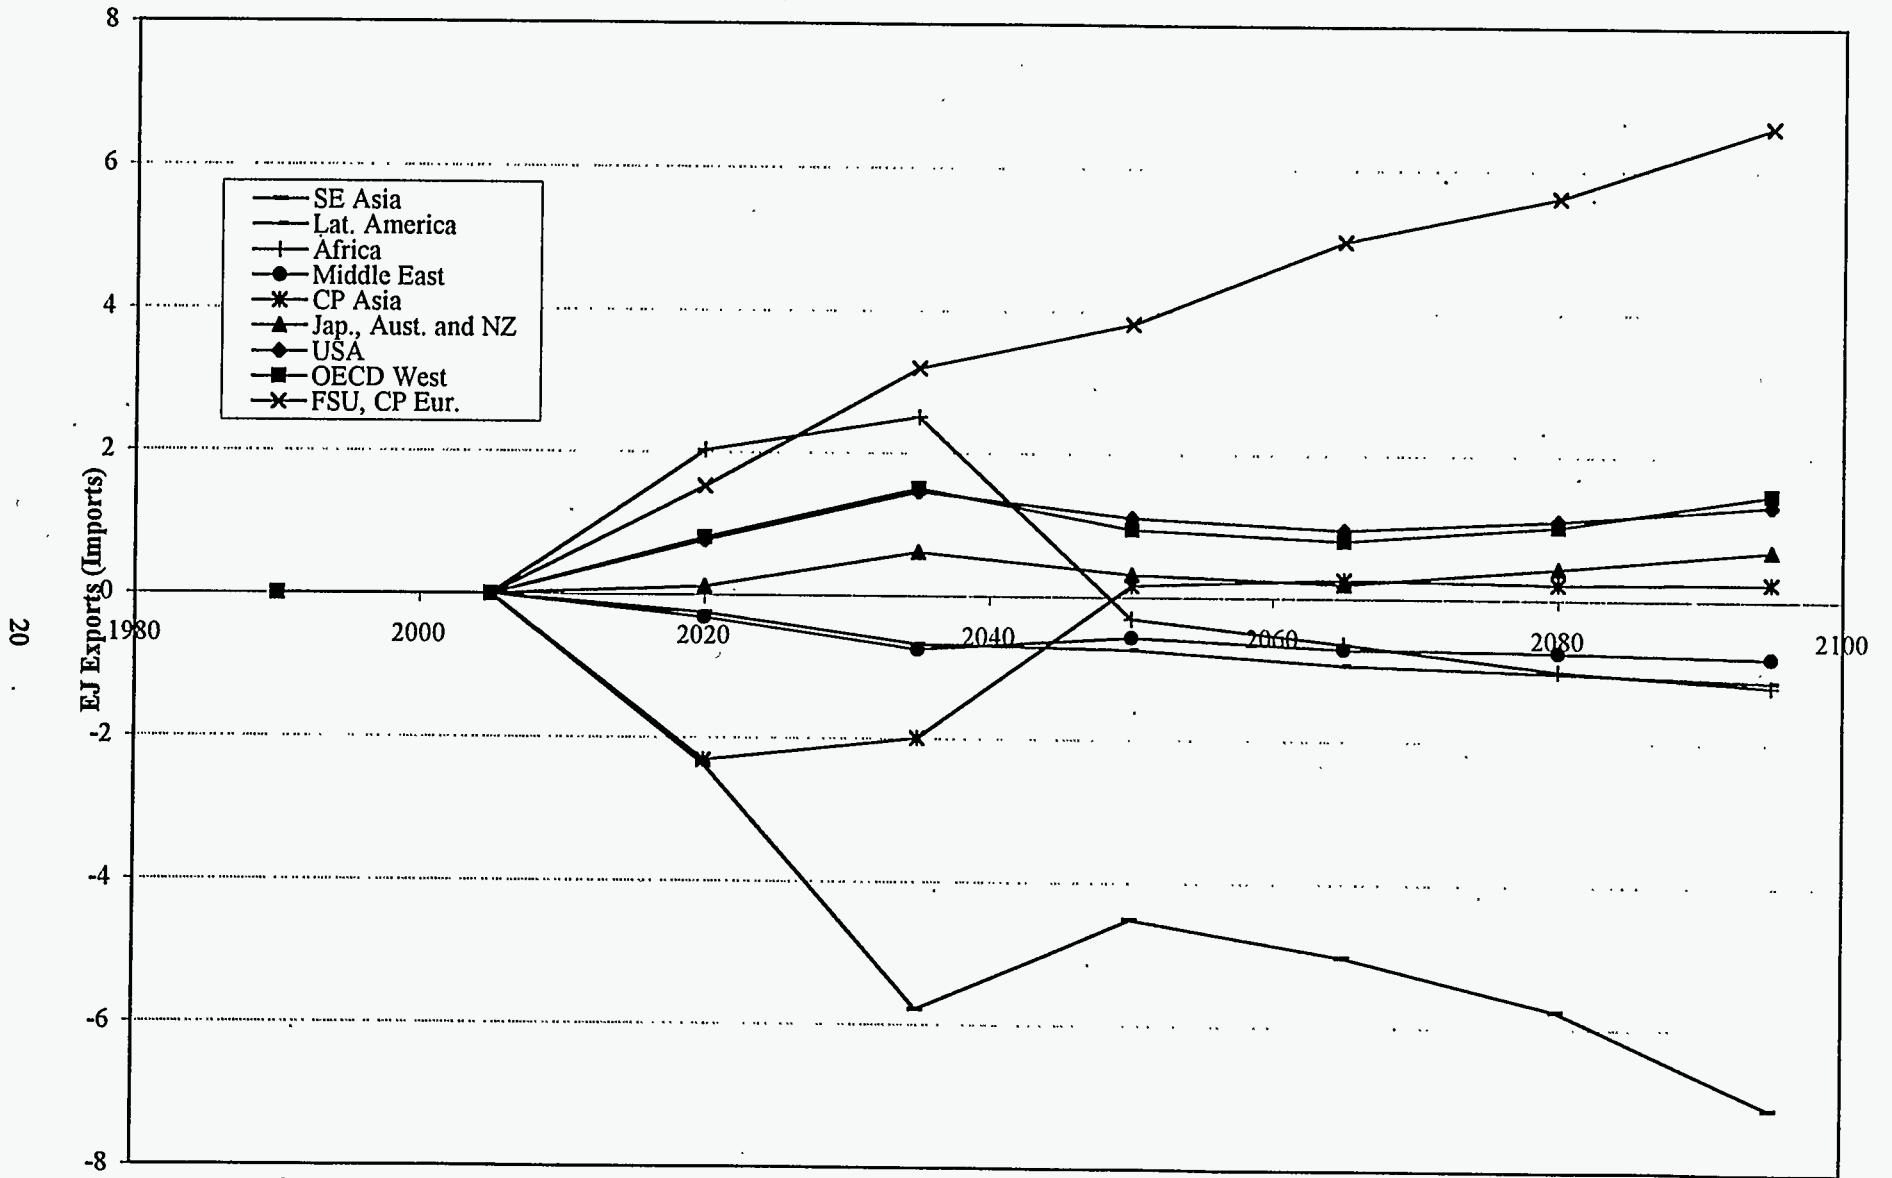 8
6
4
2
0
-2
-4
-6
-8
EJ Exports (Imports)
SE Asia
Lat. America
Africa
Middle East
CP Asia
Jap., Aust. and NZ
USA
OECD West
FSU, CP Eur.
1980
2000
2020
2040
2060
2080
2100
20